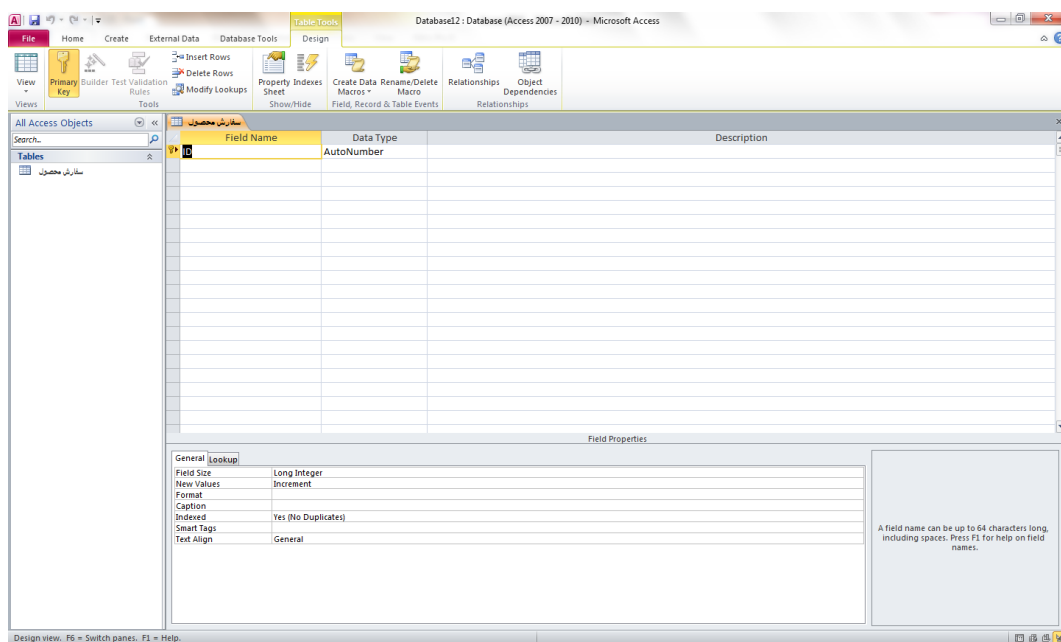 Table Tools
Database12 : Database (Access 2007 - 2010) - Microsoft Access
File Home Create External Data Database Tools Design
View
Primary Key
Builder
Test Validation Rules
Insert Rows
Delete Rows
Modify Lookups
Property Sheet
Indexes
Create Data Macros
Rename/Delete Macro
Relationships
Object Dependencies
Views Tools Show/Hide Field, Record & Table Events Relationships
All Access Objects
Search...
Tables
سفارش محصول
سفارش محصول
Field Name Data Type Description
ID AutoNumber
Field Properties
General Lookup
Field Size Long Integer
New Values Increment
Format
Caption
Indexed Yes (No Duplicates)
Smart Tags
Text Align General
A field name can be up to 64 characters long,
including spaces. Press F1 for help on field
names.
Design view. F6 = Switch panes. F1 = Help.